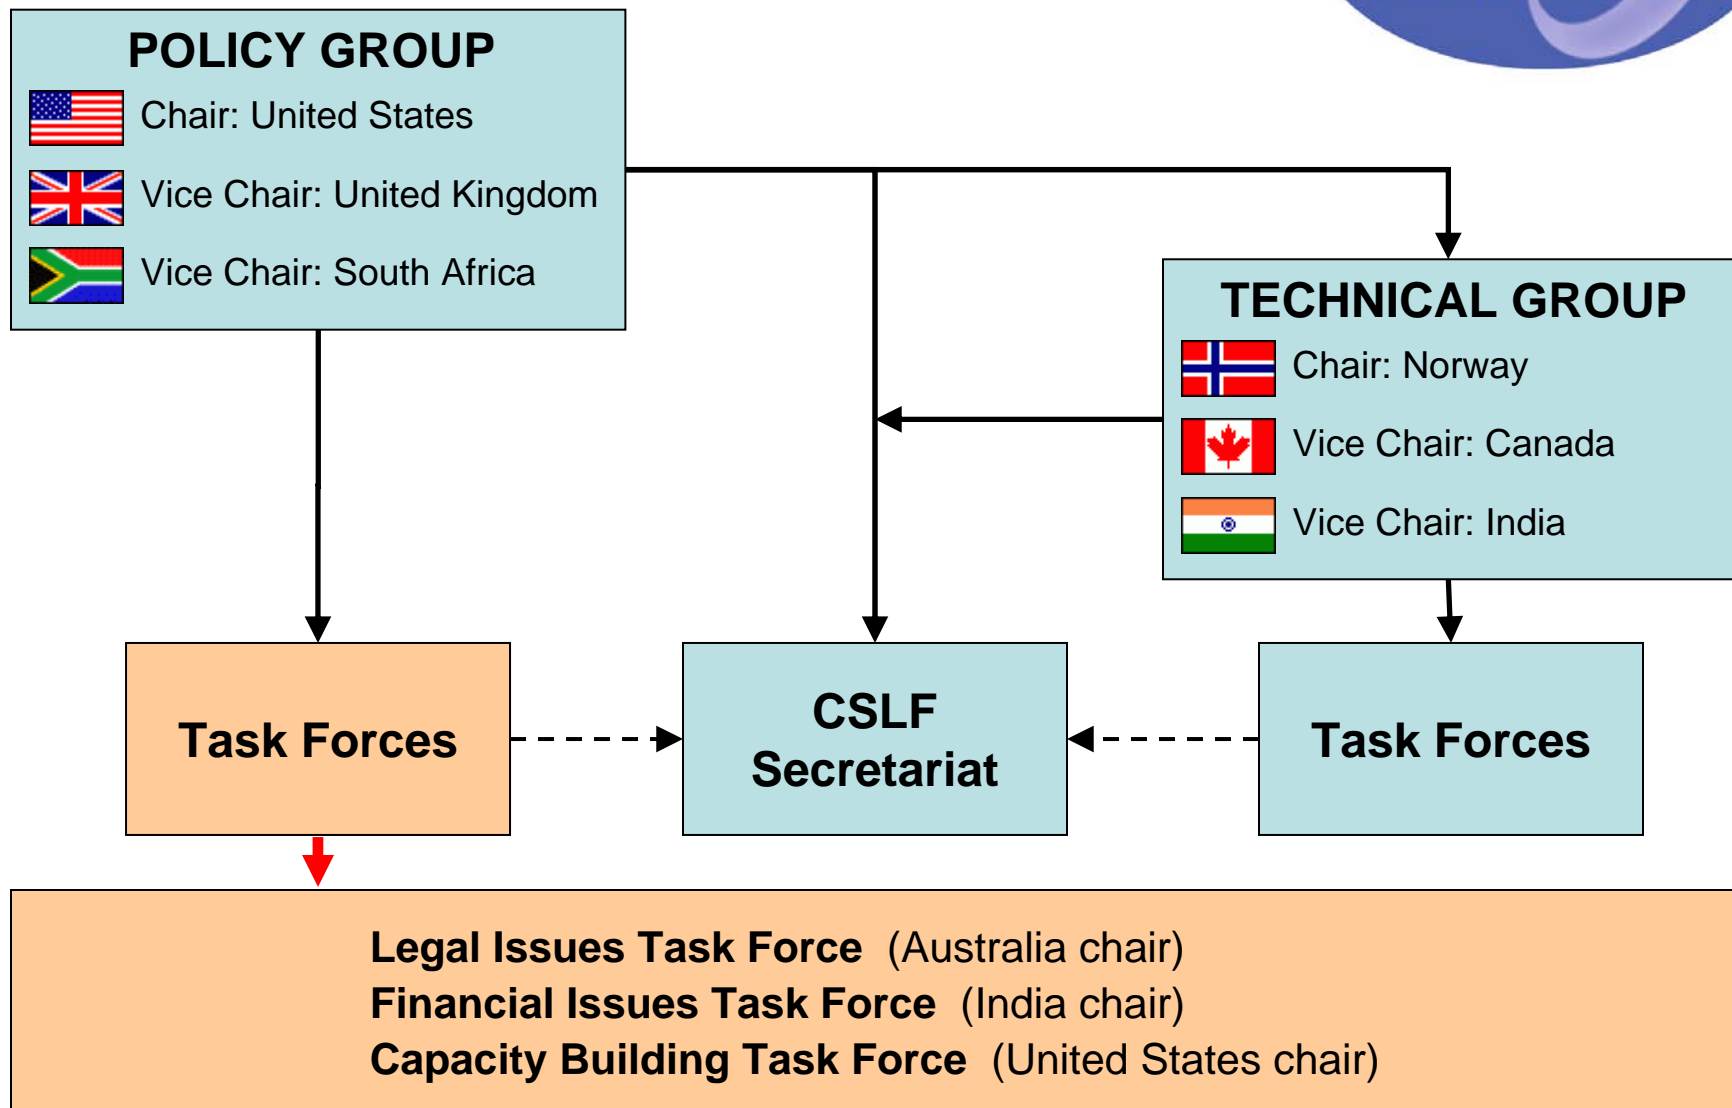 POLICY GROUP
Chair: United States
Vice Chair: United Kingdom
Vice Chair: South Africa
TECHNICAL GROUP
Chair: Norway
Vice Chair: Canada
Vice Chair: India
Task Forces
CSLF
Secretariat
Task Forces
Legal Issues Task Force (Australia chair)
Financial Issues Task Force (India chair)
Capacity Building Task Force (United States chair)